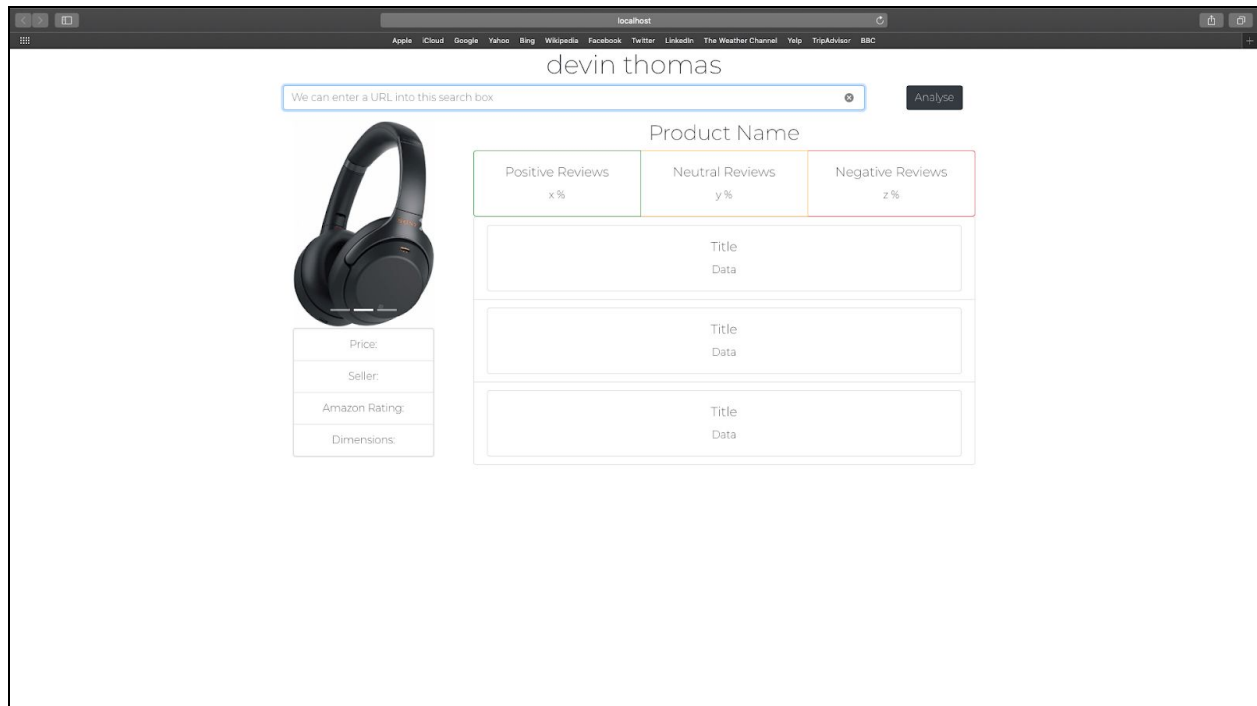 localhost
Apple iCloud Google Yahoo Bing Wikipedia Facebook Twitter LinkedIn The Weather Channel Yelp TripAdvisor BBC
devin thomas
We can enter a URL into this search box
Analyse
Product Name
Positive Reviews Neutral Reviews Negative Reviews
x % y % z %
Title
Data
Title
Data
Title
Data
SONY
Price:
Seller:
Amazon Rating:
Dimensions: